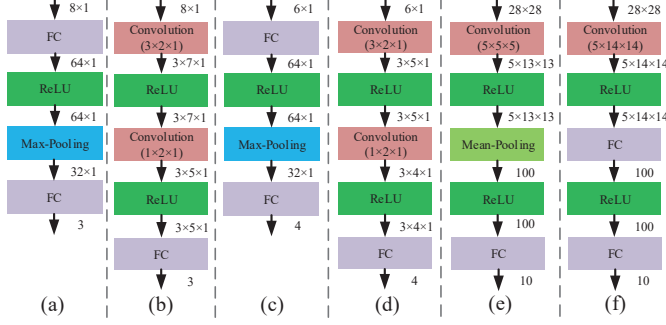 8×1
FC
64×1
ReLU
64×1
Max-Pooling
32×1
FC
3
(a)
8×1
Convolution
(3×2×1)
3×7×1
ReLU
3×7×1
Convolution
(1×2×1)
3×5×1
ReLU
3×5×1
FC
3
(b)
6×1
FC
64×1
ReLU
64×1
Max-Pooling
32×1
FC
4
(c)
6×1
Convolution
(3×2×1)
3×5×1
ReLU
3×5×1
Convolution
(1×2×1)
3×4×1
ReLU
3×4×1
FC
4
(d)
28×28
Convolution
(5×5×5)
5×13×13
ReLU
5×13×13
Mean-Pooling
100
ReLU
100
FC
10
(e)
28×28
Convolution
(5×14×14)
5×14×14
ReLU
5×14×14
FC
100
ReLU
100
FC
10
(f)